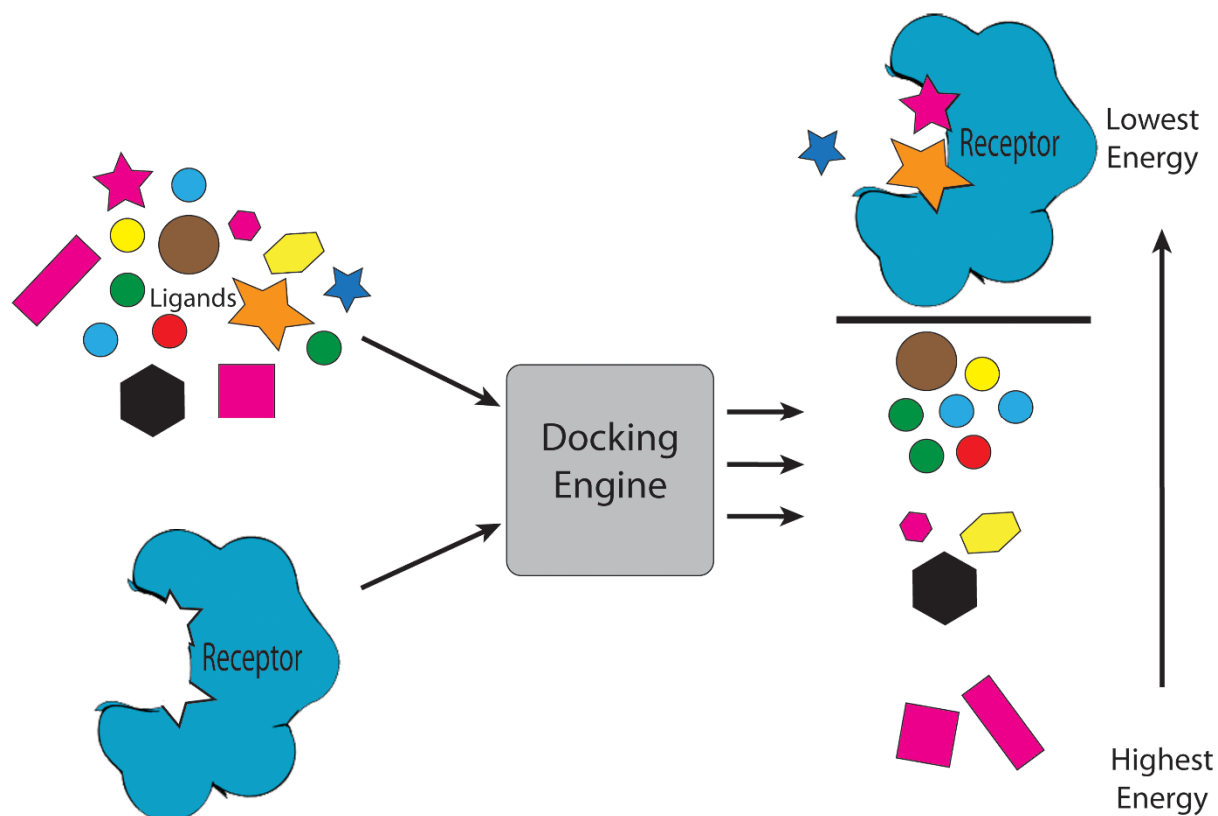 Ligands
Receptor
Docking
Engine
Receptor
Lowest
Energy
Highest
Energy